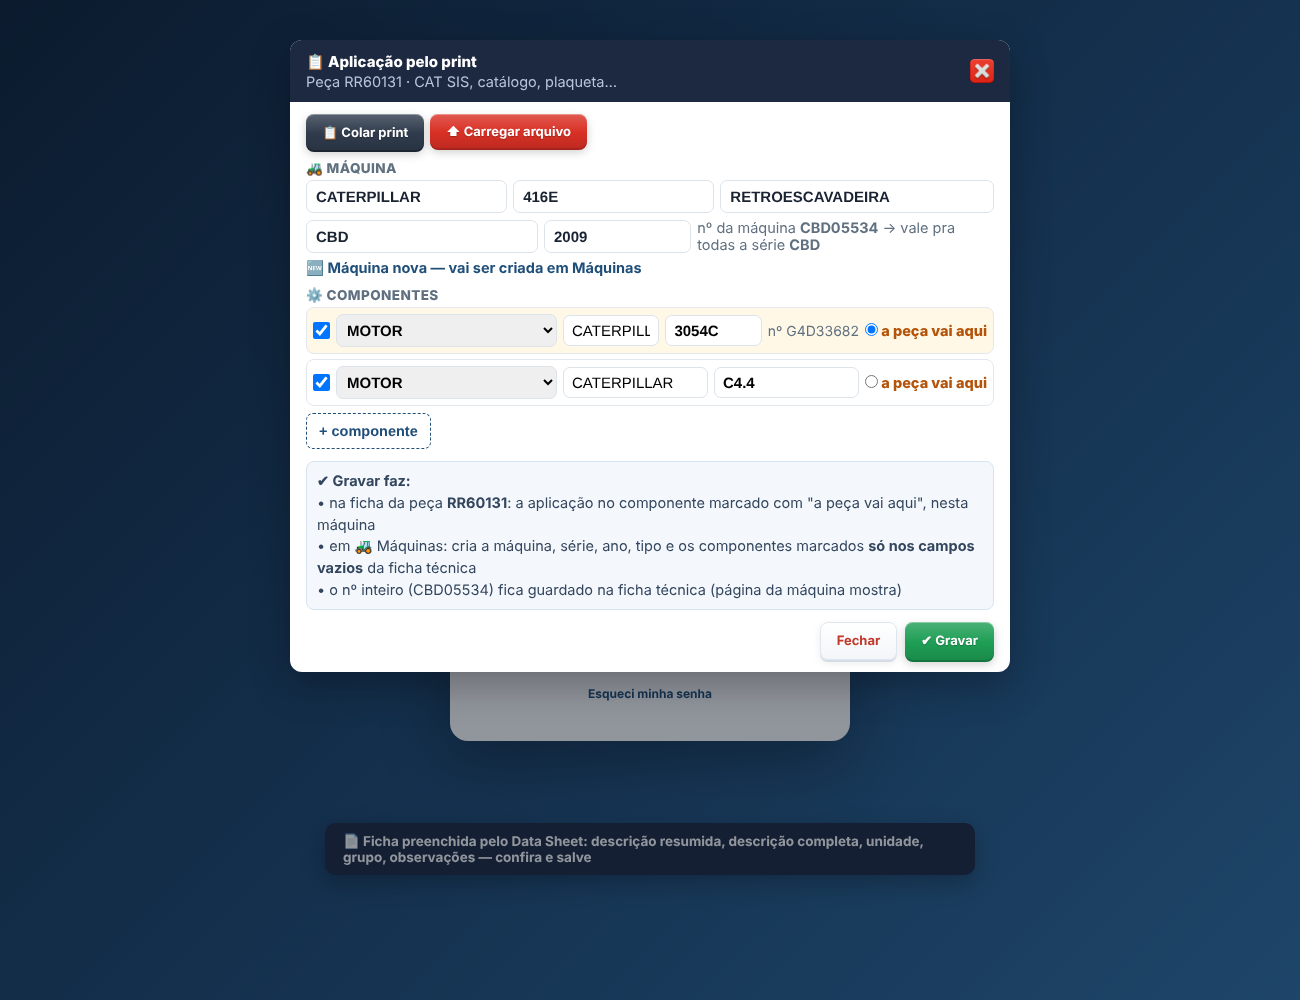 📋 Aplicação pelo print
Peça RR60131 · CAT SIS, catálogo, plaqueta...
📋 Colar print
⬆ Carregar arquivo
🚜 MÁQUINA
CATERPILLAR
416E
RETROESCAVADEIRA
CBD
2009
nº da máquina CBD05534 → vale pra
todas a série CBD
🆕 Máquina nova — vai ser criada em Máquinas
⚙️ COMPONENTES
MOTOR
CATERPILL
3054C
nº G4D33682
a peça vai aqui
MOTOR
CATERPILLAR
C4.4
a peça vai aqui
+ componente
✔ Gravar faz:
• na ficha da peça RR60131: a aplicação no componente marcado com "a peça vai aqui", nesta
máquina
• em 🚜 Máquinas: cria a máquina, série, ano, tipo e os componentes marcados só nos campos
vazios da ficha técnica
• o nº inteiro (CBD05534) fica guardado na ficha técnica (página da máquina mostra)
Fechar
✔ Gravar
Esqueci minha senha
📄 Ficha preenchida pelo Data Sheet: descrição resumida, descrição completa, unidade,
grupo, observações — confira e salve